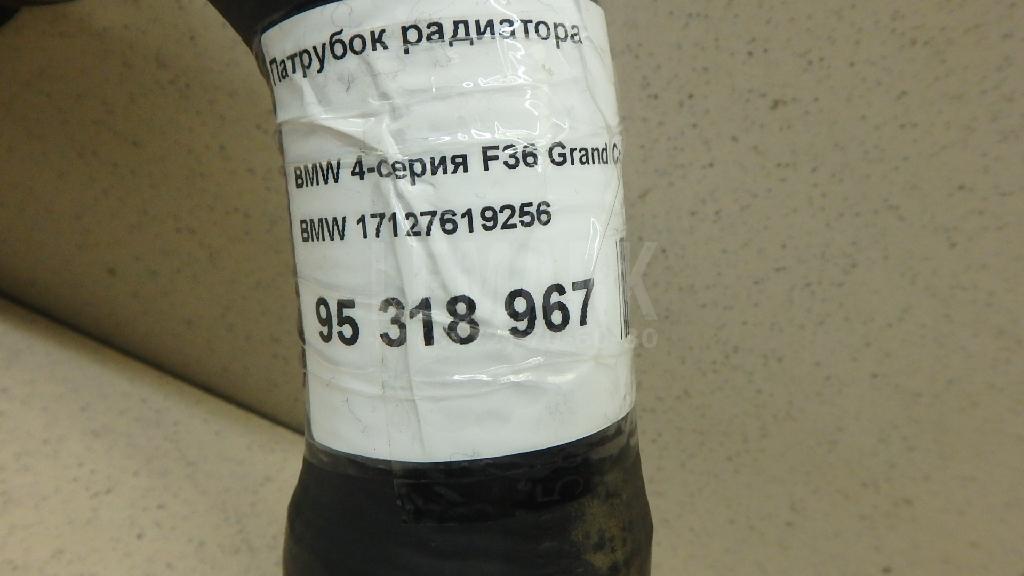 Патрубок радиатора
BMW 4-серия F36 Grand
BMW 17127619256
95 318 967